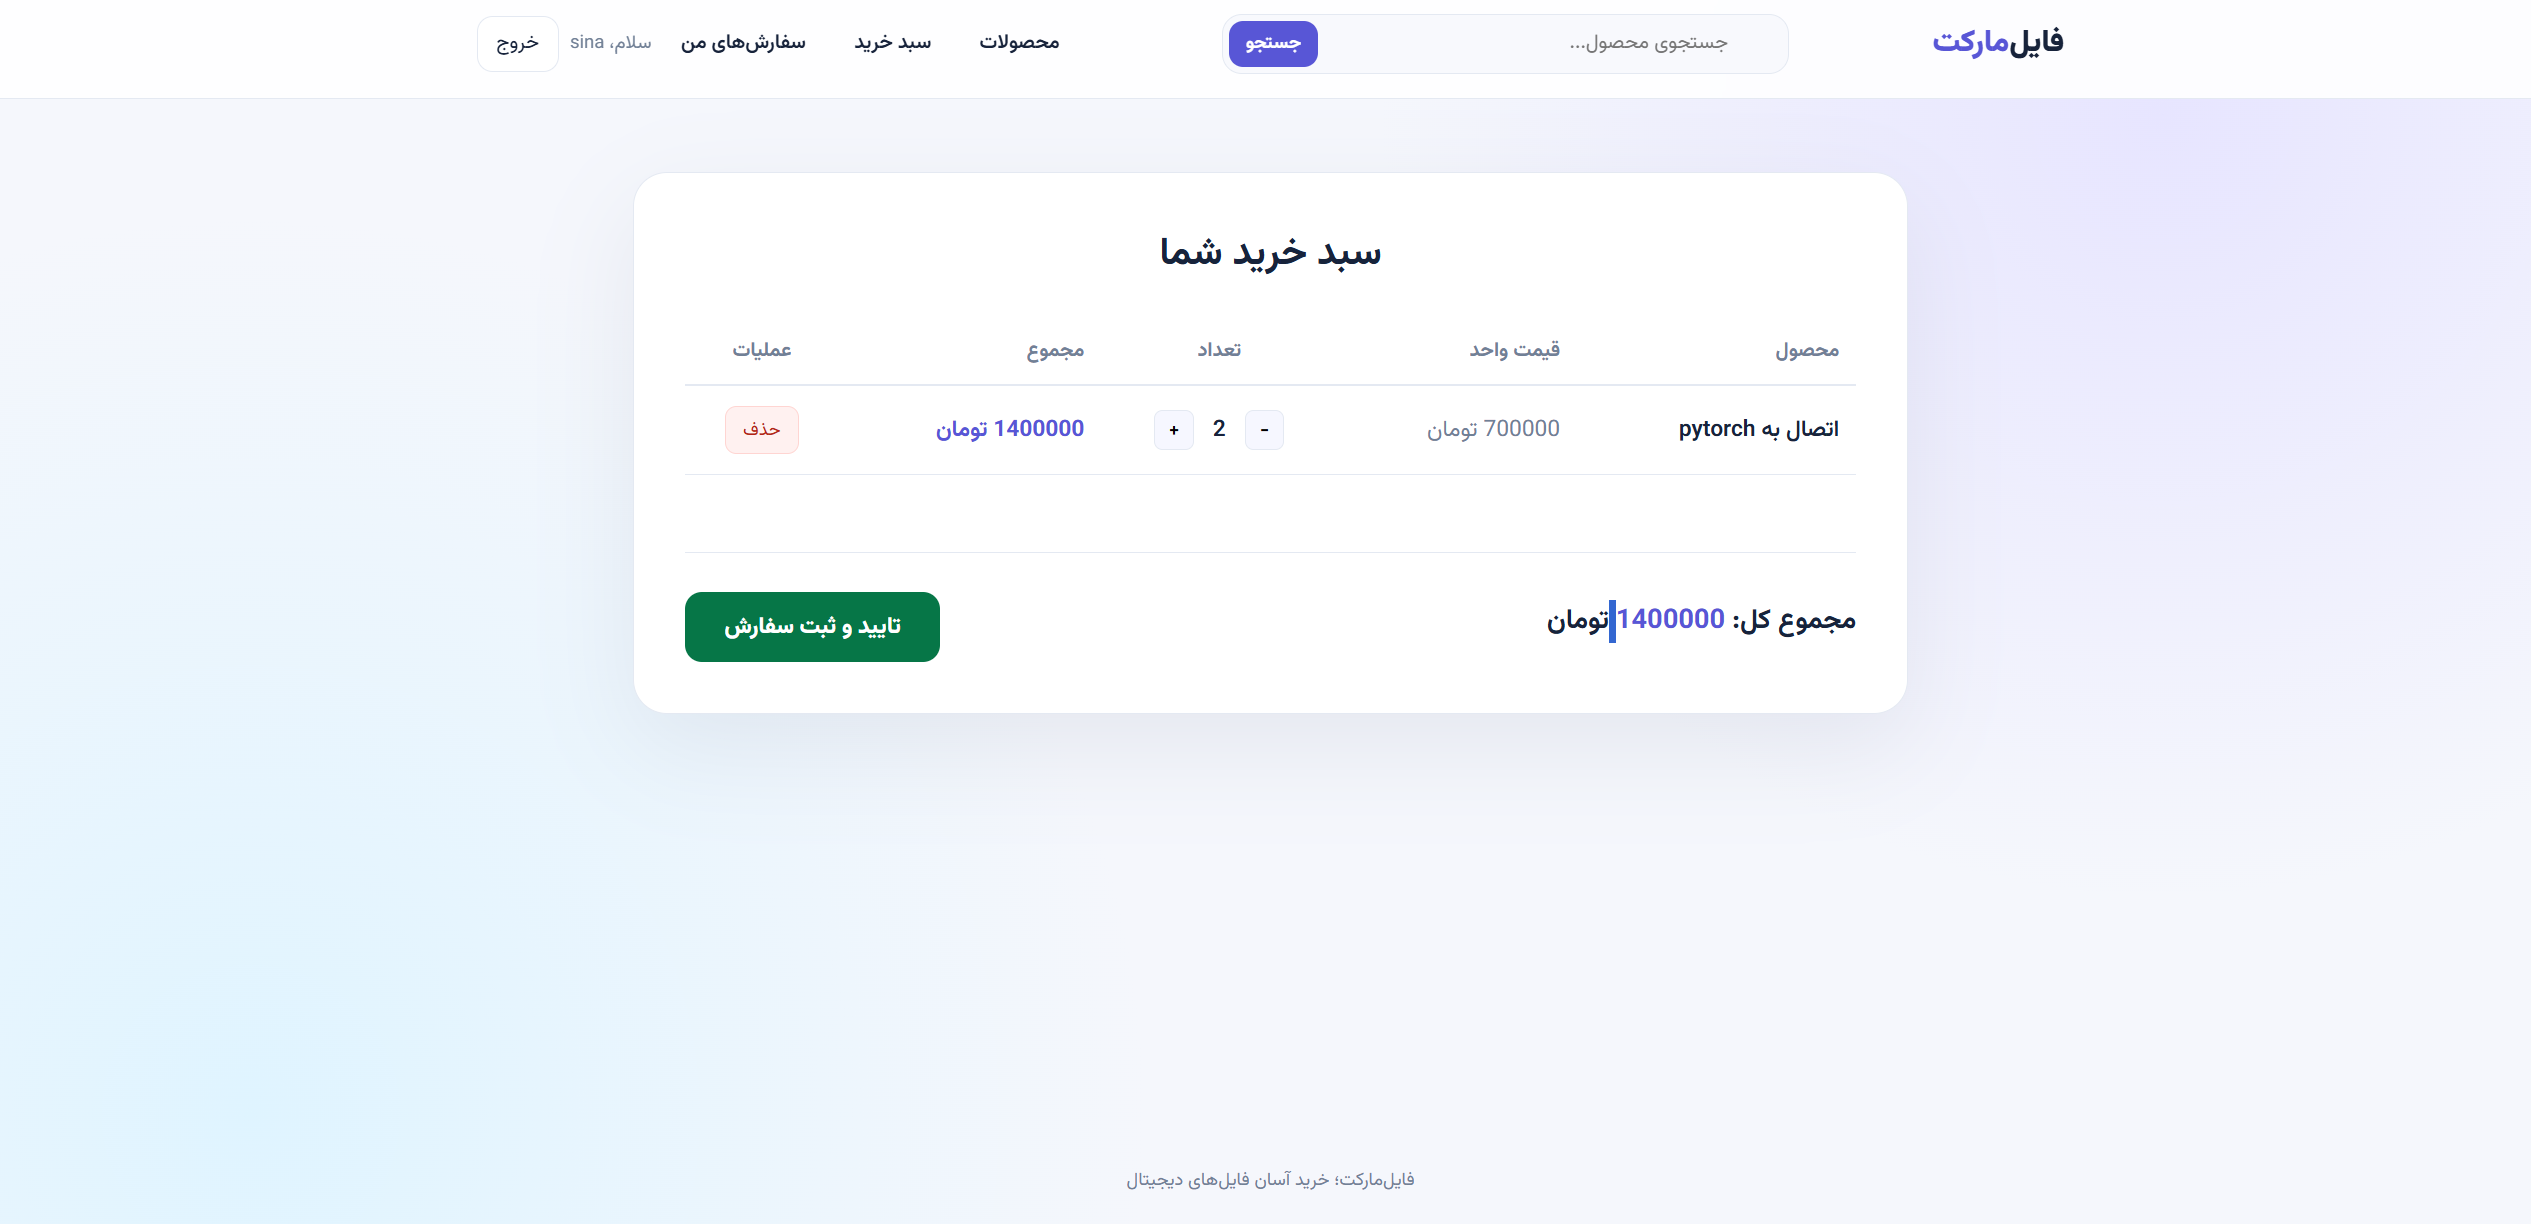 فایل‌مارکت
جستجوی محصول...
جستجو
محصولات
سبد خرید
سفارش‌های من
سلام، sina
خروج
سبد خرید شما
محصول قیمت واحد تعداد مجموع عملیات
اتصال به pytorch 700000 تومان - 2 + 1400000 تومان حذف
مجموع کل: 1400000 تومان
تایید و ثبت سفارش
فایل‌مارکت؛ خرید آسان فایل‌های دیجیتال